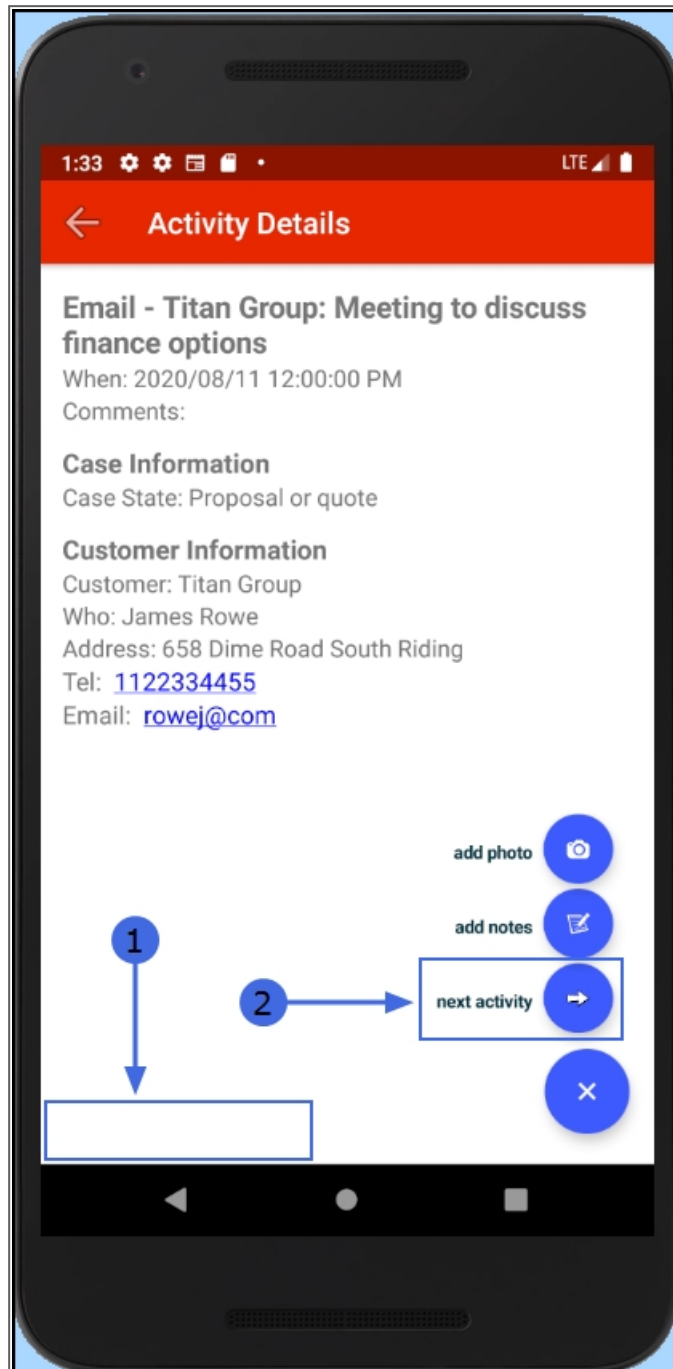 1:33 LTE
Activity Details
Email - Titan Group: Meeting to discuss
finance options
When: 2020/08/11 12:00:00 PM
Comments:
Case Information
Case State: Proposal or quote
Customer Information
Customer: Titan Group
Who: James Rowe
Address: 658 Dime Road South Riding
Tel: 1122334455
Email: rowej@com
add photo
add notes
1
2
next activity